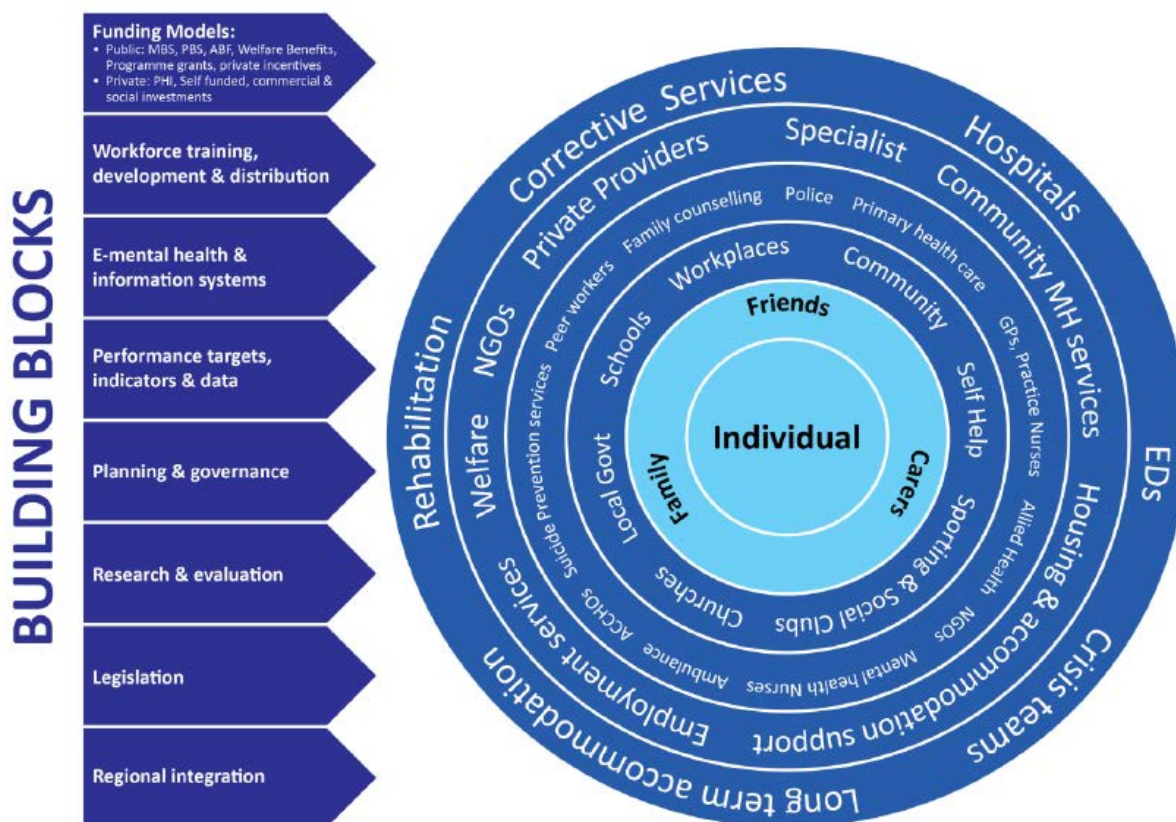 BUILDING BLOCKS
Funding Models:
• Public: MBS, PBS, ABF, Welfare Benefits,
Programme grants, private incentives
• Private: PHI, Self funded, commercial &
social investments
Workforce training,
development & distribution
E-mental health &
information systems
Performance targets,
indicators & data
Planning & governance
Research & evaluation
Legislation
Regional integration
Corrective Services
Hospitals
EDs
Crisis teams
Long term accommodation
Rehabilitation
Private Providers
Specialist
Community MH services
Housing & accommodation support
Employment services
Welfare
NGOs
Family counselling
Police
Primary health care
GPs, Practice Nurses
Allied Health
NGOs
Mental health Nurses
Ambulance
ACCHOs
Suicide Prevention services
Peer workers
Workplaces
Community
Self Help
Sporting & Social Clubs
Churches
Local Govt
Schools
Friends
Carers
Family
Individual